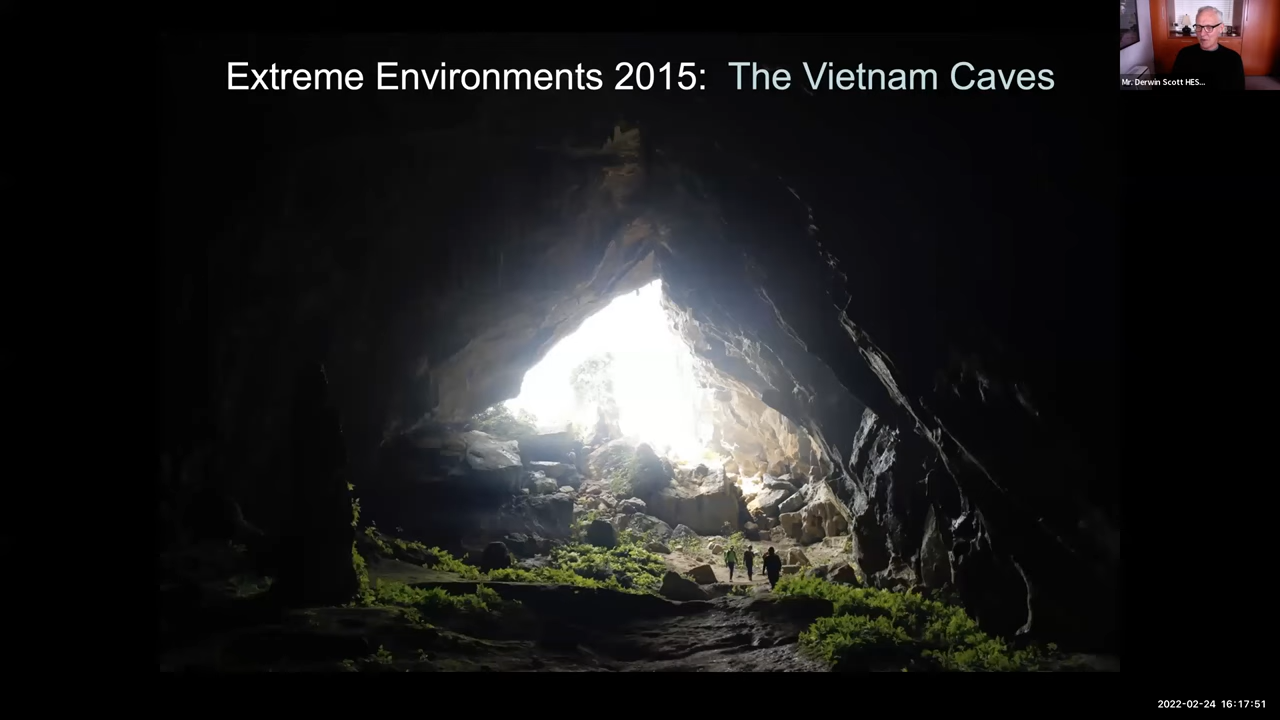 Extreme Environments 2015: The Vietnam Caves
Mr. Derwin Scott HES...
2022-02-24 16:17:51